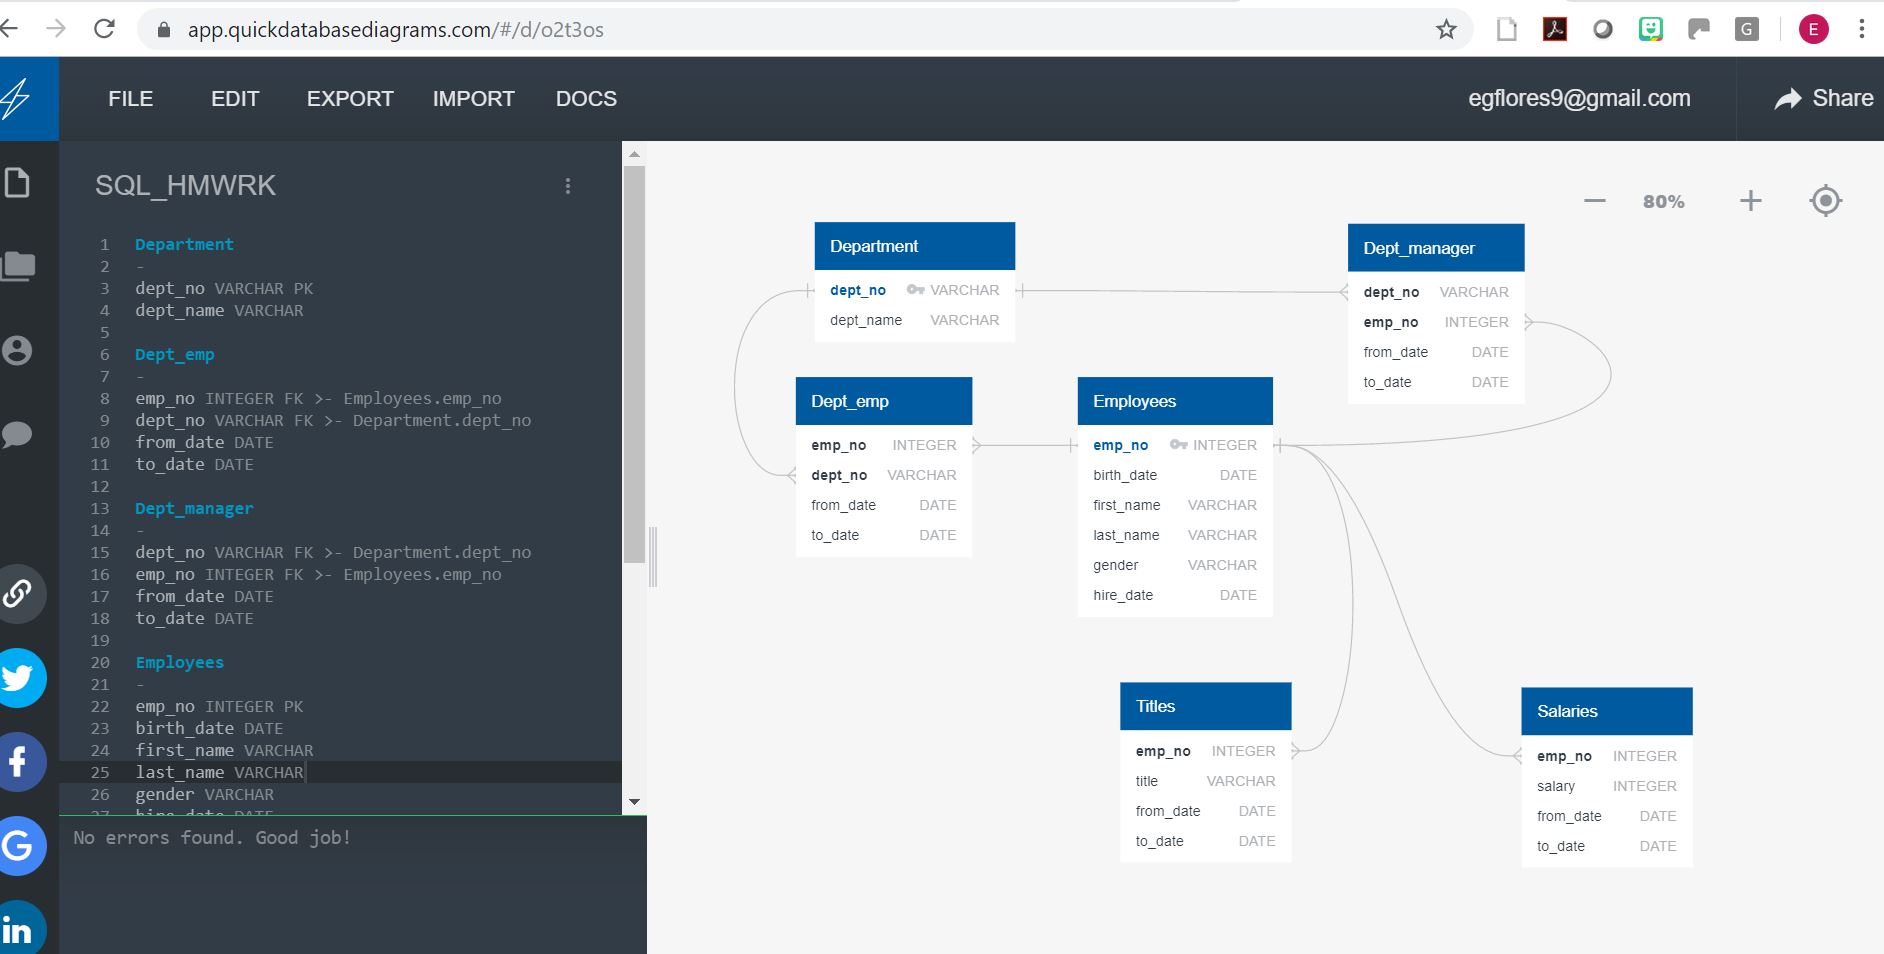 app.quickdatabasediagrams.com/#/d/o2t3os
G
E
FILE EDIT EXPORT IMPORT DOCS
egflores9@gmail.com
Share
SQL_HMWRK
1 Department
2 -
3 dept_no VARCHAR PK
4 dept_name VARCHAR
5
6 Dept_emp
7 -
8 emp_no INTEGER FK >- Employees.emp_no
9 dept_no VARCHAR FK >- Department.dept_no
10 from_date DATE
11 to_date DATE
12
13 Dept_manager
14 -
15 dept_no VARCHAR FK >- Department.dept_no
16 emp_no INTEGER FK >- Employees.emp_no
17 from_date DATE
18 to_date DATE
19
20 Employees
21 -
22 emp_no INTEGER PK
23 birth_date DATE
24 first_name VARCHAR
25 last_name VARCHAR
26 gender VARCHAR
27 hire_date DATE
No errors found. Good job!
f
G
in
80%
Department
dept_no VARCHAR
dept_name VARCHAR
Dept_manager
dept_no VARCHAR
emp_no INTEGER
from_date DATE
to_date DATE
Dept_emp
emp_no INTEGER
dept_no VARCHAR
from_date DATE
to_date DATE
Employees
emp_no INTEGER
birth_date DATE
first_name VARCHAR
last_name VARCHAR
gender VARCHAR
hire_date DATE
Titles
emp_no INTEGER
title VARCHAR
from_date DATE
to_date DATE
Salaries
emp_no INTEGER
salary INTEGER
from_date DATE
to_date DATE